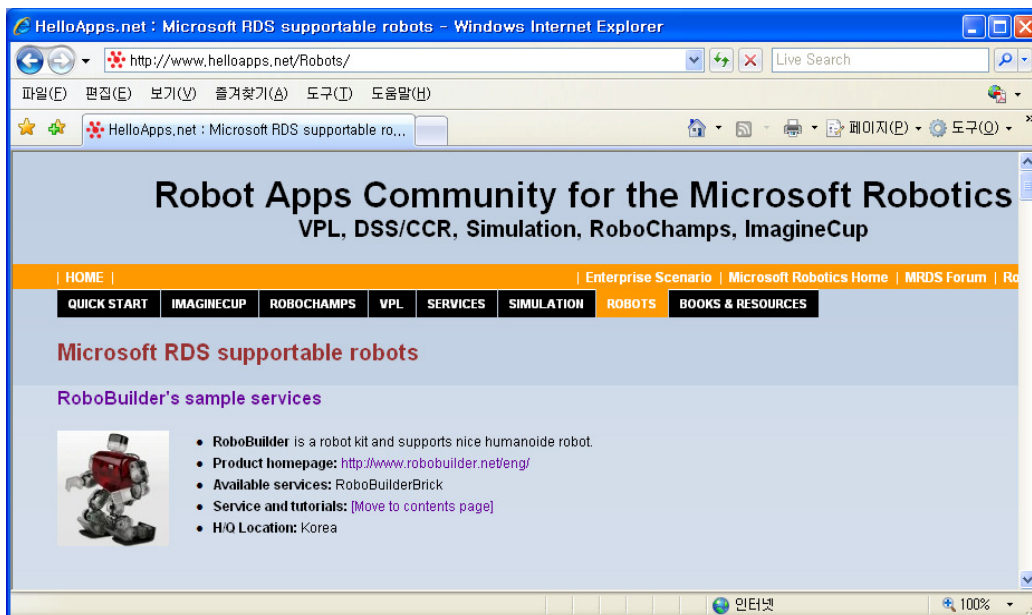 HelloApps.net : Microsoft RDS supportable robots - Windows Internet Explorer
http://www.helloapps.net/Robots/
Live Search
파일(F) 편집(E) 보기(V) 즐겨찾기(A) 도구(T) 도움말(H)
HelloApps.net : Microsoft RDS supportable ro...
페이지(P) 도구(O) »
Robot Apps Community for the Microsoft Robotics
VPL, DSS/CCR, Simulation, RoboChamps, ImagineCup
| HOME | | Enterprise Scenario | Microsoft Robotics Home | MRDS Forum | Ro
QUICK START IMAGINECUP ROBOCHAMPS VPL SERVICES SIMULATION ROBOTS BOOKS & RESOURCES
Microsoft RDS supportable robots
RoboBuilder's sample services
• RoboBuilder is a robot kit and supports nice humanoide robot.
• Product homepage: http://www.robobuilder.net/eng/
• Available services: RoboBuilderBrick
• Service and tutorials: [Move to contents page]
• H/Q Location: Korea
인터넷 100%